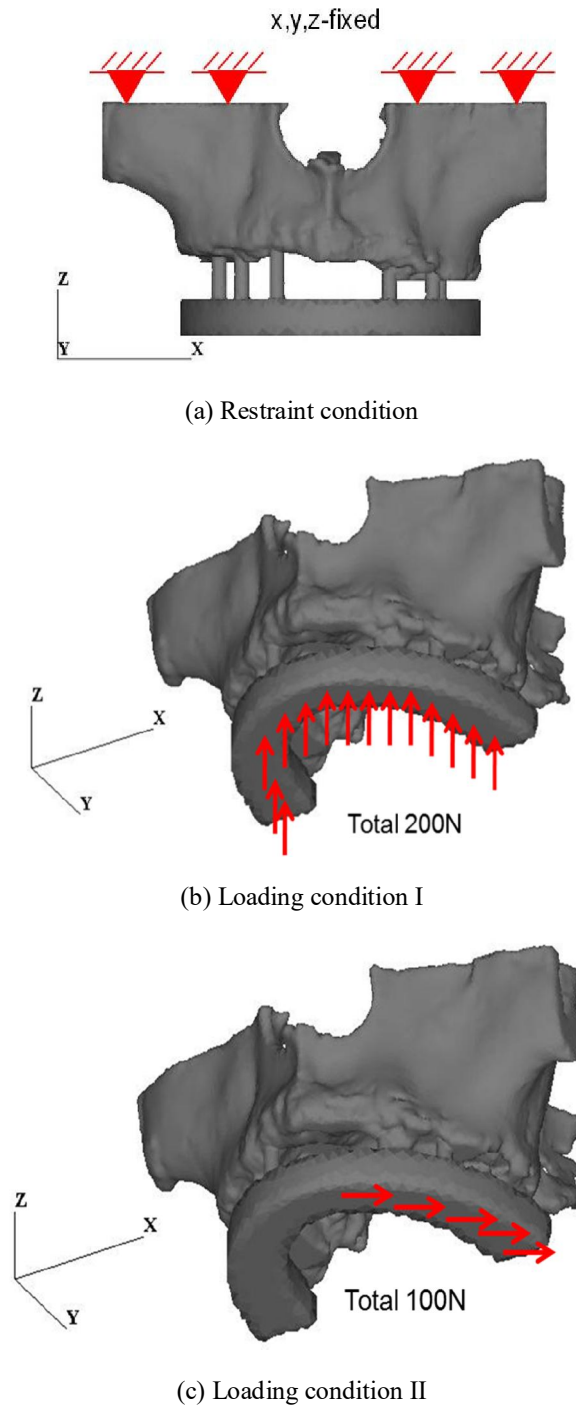 x,y,z-fixed
Z
Y
X
(a) Restraint condition
Z
X
Y
Total 200N
(b) Loading condition I
Z
X
Y
Total 100N
(c) Loading condition II